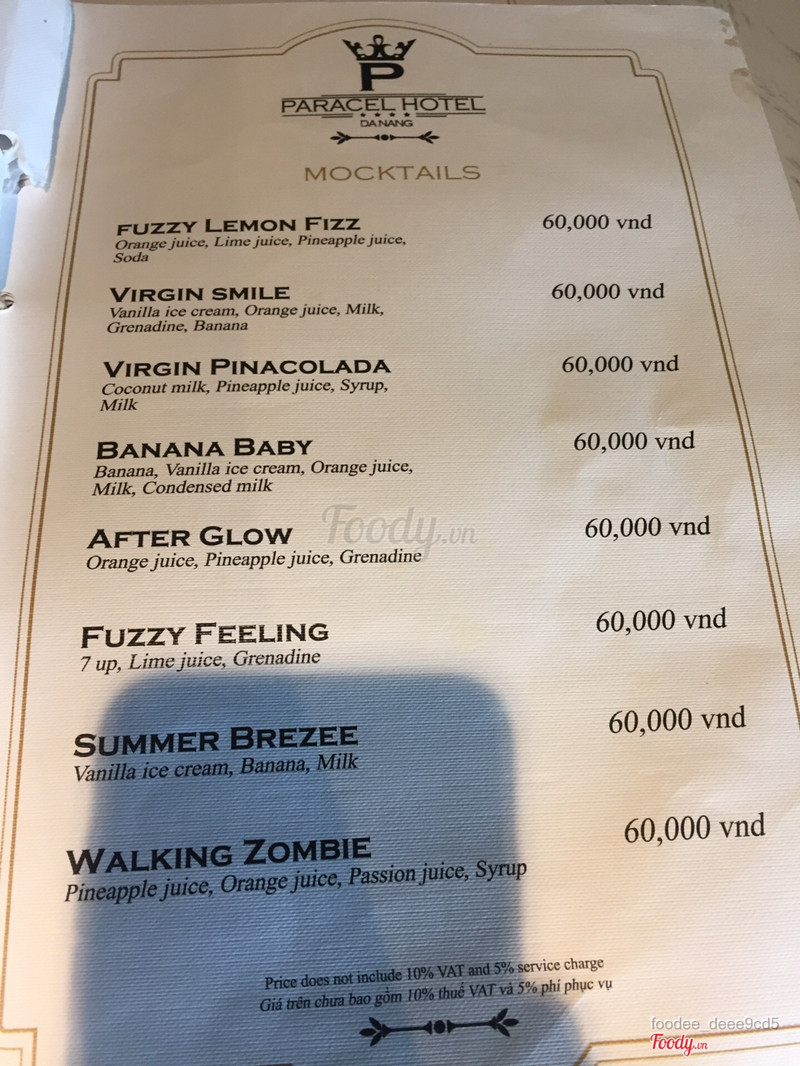 P
PARACEL HOTEL
DA NANG
MOCKTAILS
FUZZY LEMON FIZZ 60,000 vnd
Orange juice, Lime juice, Pineapple juice,
Soda
VIRGIN SMILE 60,000 vnd
Vanilla ice cream, Orange juice, Milk,
Grenadine, Banana
VIRGIN PINACOLADA 60,000 vnd
Coconut milk, Pineapple juice, Syrup,
Milk
BANANA BABY 60,000 vnd
Banana, Vanilla ice cream, Orange juice,
Milk, Condensed milk
AFTER GLOW 60,000 vnd
Orange juice, Pineapple juice, Grenadine
FUZZY FEELING 60,000 vnd
7 up, Lime juice, Grenadine
SUMMER BREZEE 60,000 vnd
Vanilla ice cream, Banana, Milk
WALKING ZOMBIE 60,000 vnd
Pineapple juice, Orange juice, Passion juice, Syrup
Price does not include 10% VAT and 5% service charge
Giá trên chưa bao gồm 10% thuế VAT và 5% phí phục vụ
Foody.vn
foodee_deee9cd5
Foody.vn